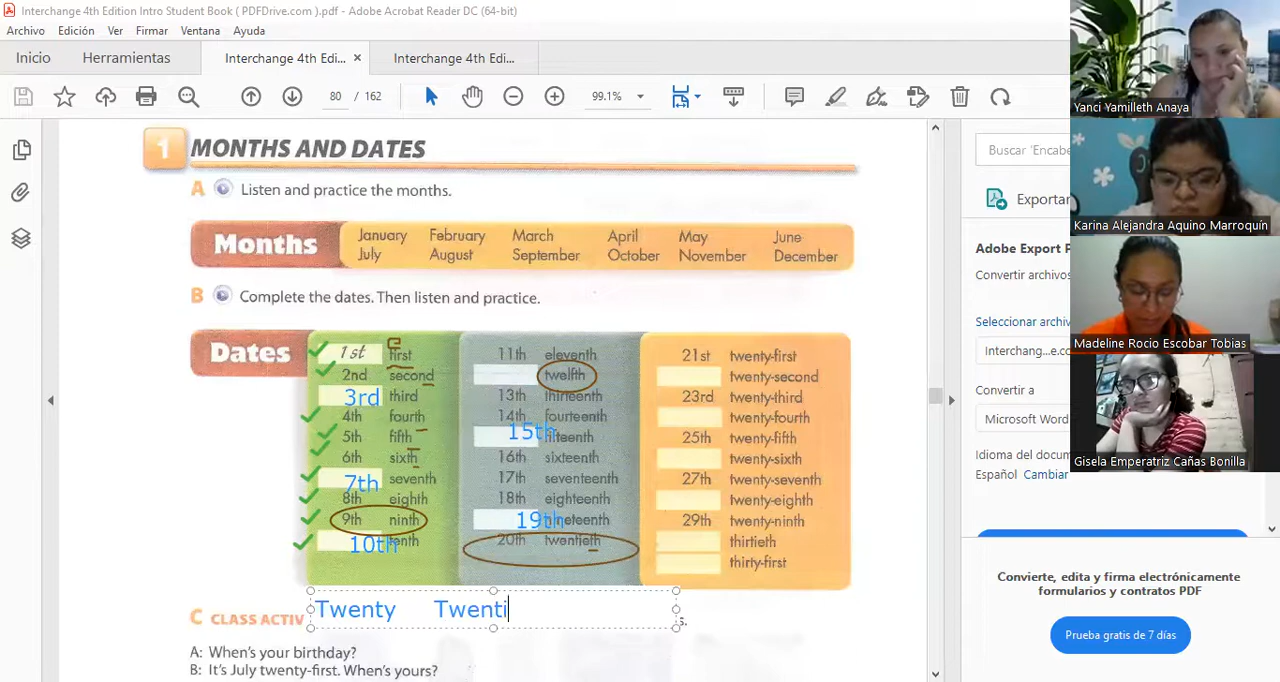 Interchange 4th Edition Intro Student Book ( PDFDrive.com ).pdf - Adobe Acrobat Reader DC (64-bit)
Archivo Edición Ver Firmar Ventana Ayuda
Inicio Herramientas Interchange 4th Edi... × Interchange 4th Edi...
80 / 162 99.1%
1 MONTHS AND DATES
A Listen and practice the months.
Months
January February March April May June
July August September October November December
B Complete the dates. Then listen and practice.
Dates
1st first
2nd second
3rd third
4th fourth
5th fifth
6th sixth
7th seventh
8th eighth
9th ninth
10th
11th eleventh
twelfth
13th thirteenth
14th fourteenth
15th fifteenth
16th sixteenth
17th seventeenth
18th eighteenth
19th
20th twentieth
21st twenty-first
twenty-second
23rd twenty-third
twenty-fourth
25th twenty-fifth
twenty-sixth
27th twenty-seventh
twenty-eighth
29th twenty-ninth
thirtieth
thirty-first
Twenty Twenti
C CLASS ACTIV
s.
A: When's your birthday?
B: It's July twenty-first. When's yours?
Buscar 'Encabe
Exportar
Adobe Export P
Convertir archivos
Seleccionar archiv
Interchang...e.co
Convertir a
Microsoft Word
Idioma del docum
Español Cambiar
Convierte, edita y firma electrónicamente
formularios y contratos PDF
Prueba gratis de 7 días
Yanci Yamilleth Anaya
Karina Alejandra Aquino Marroquín
Madeline Rocio Escobar Tobias
Gisela Emperatriz Cañas Bonilla